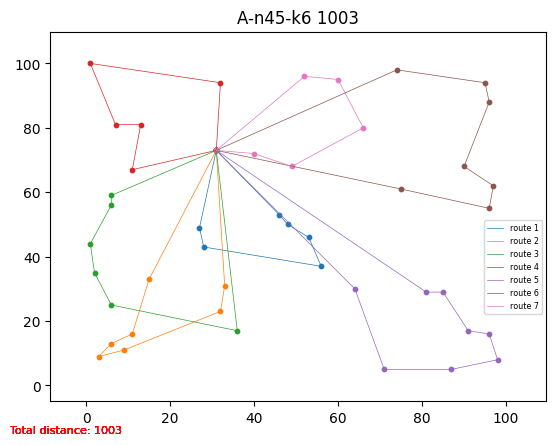 A-n45-k6 1003
100
80
60
40
20
0
0 20 40 60 80 100
route 1
route 2
route 3
route 4
route 5
route 6
route 7
Total distance: 1003